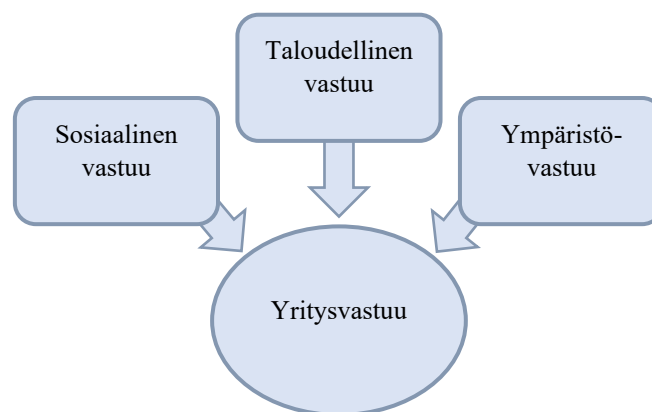 Taloudellinen
vastuu
Sosiaalinen
vastuu
Ympäristö-
vastuu
Yritysvastuu